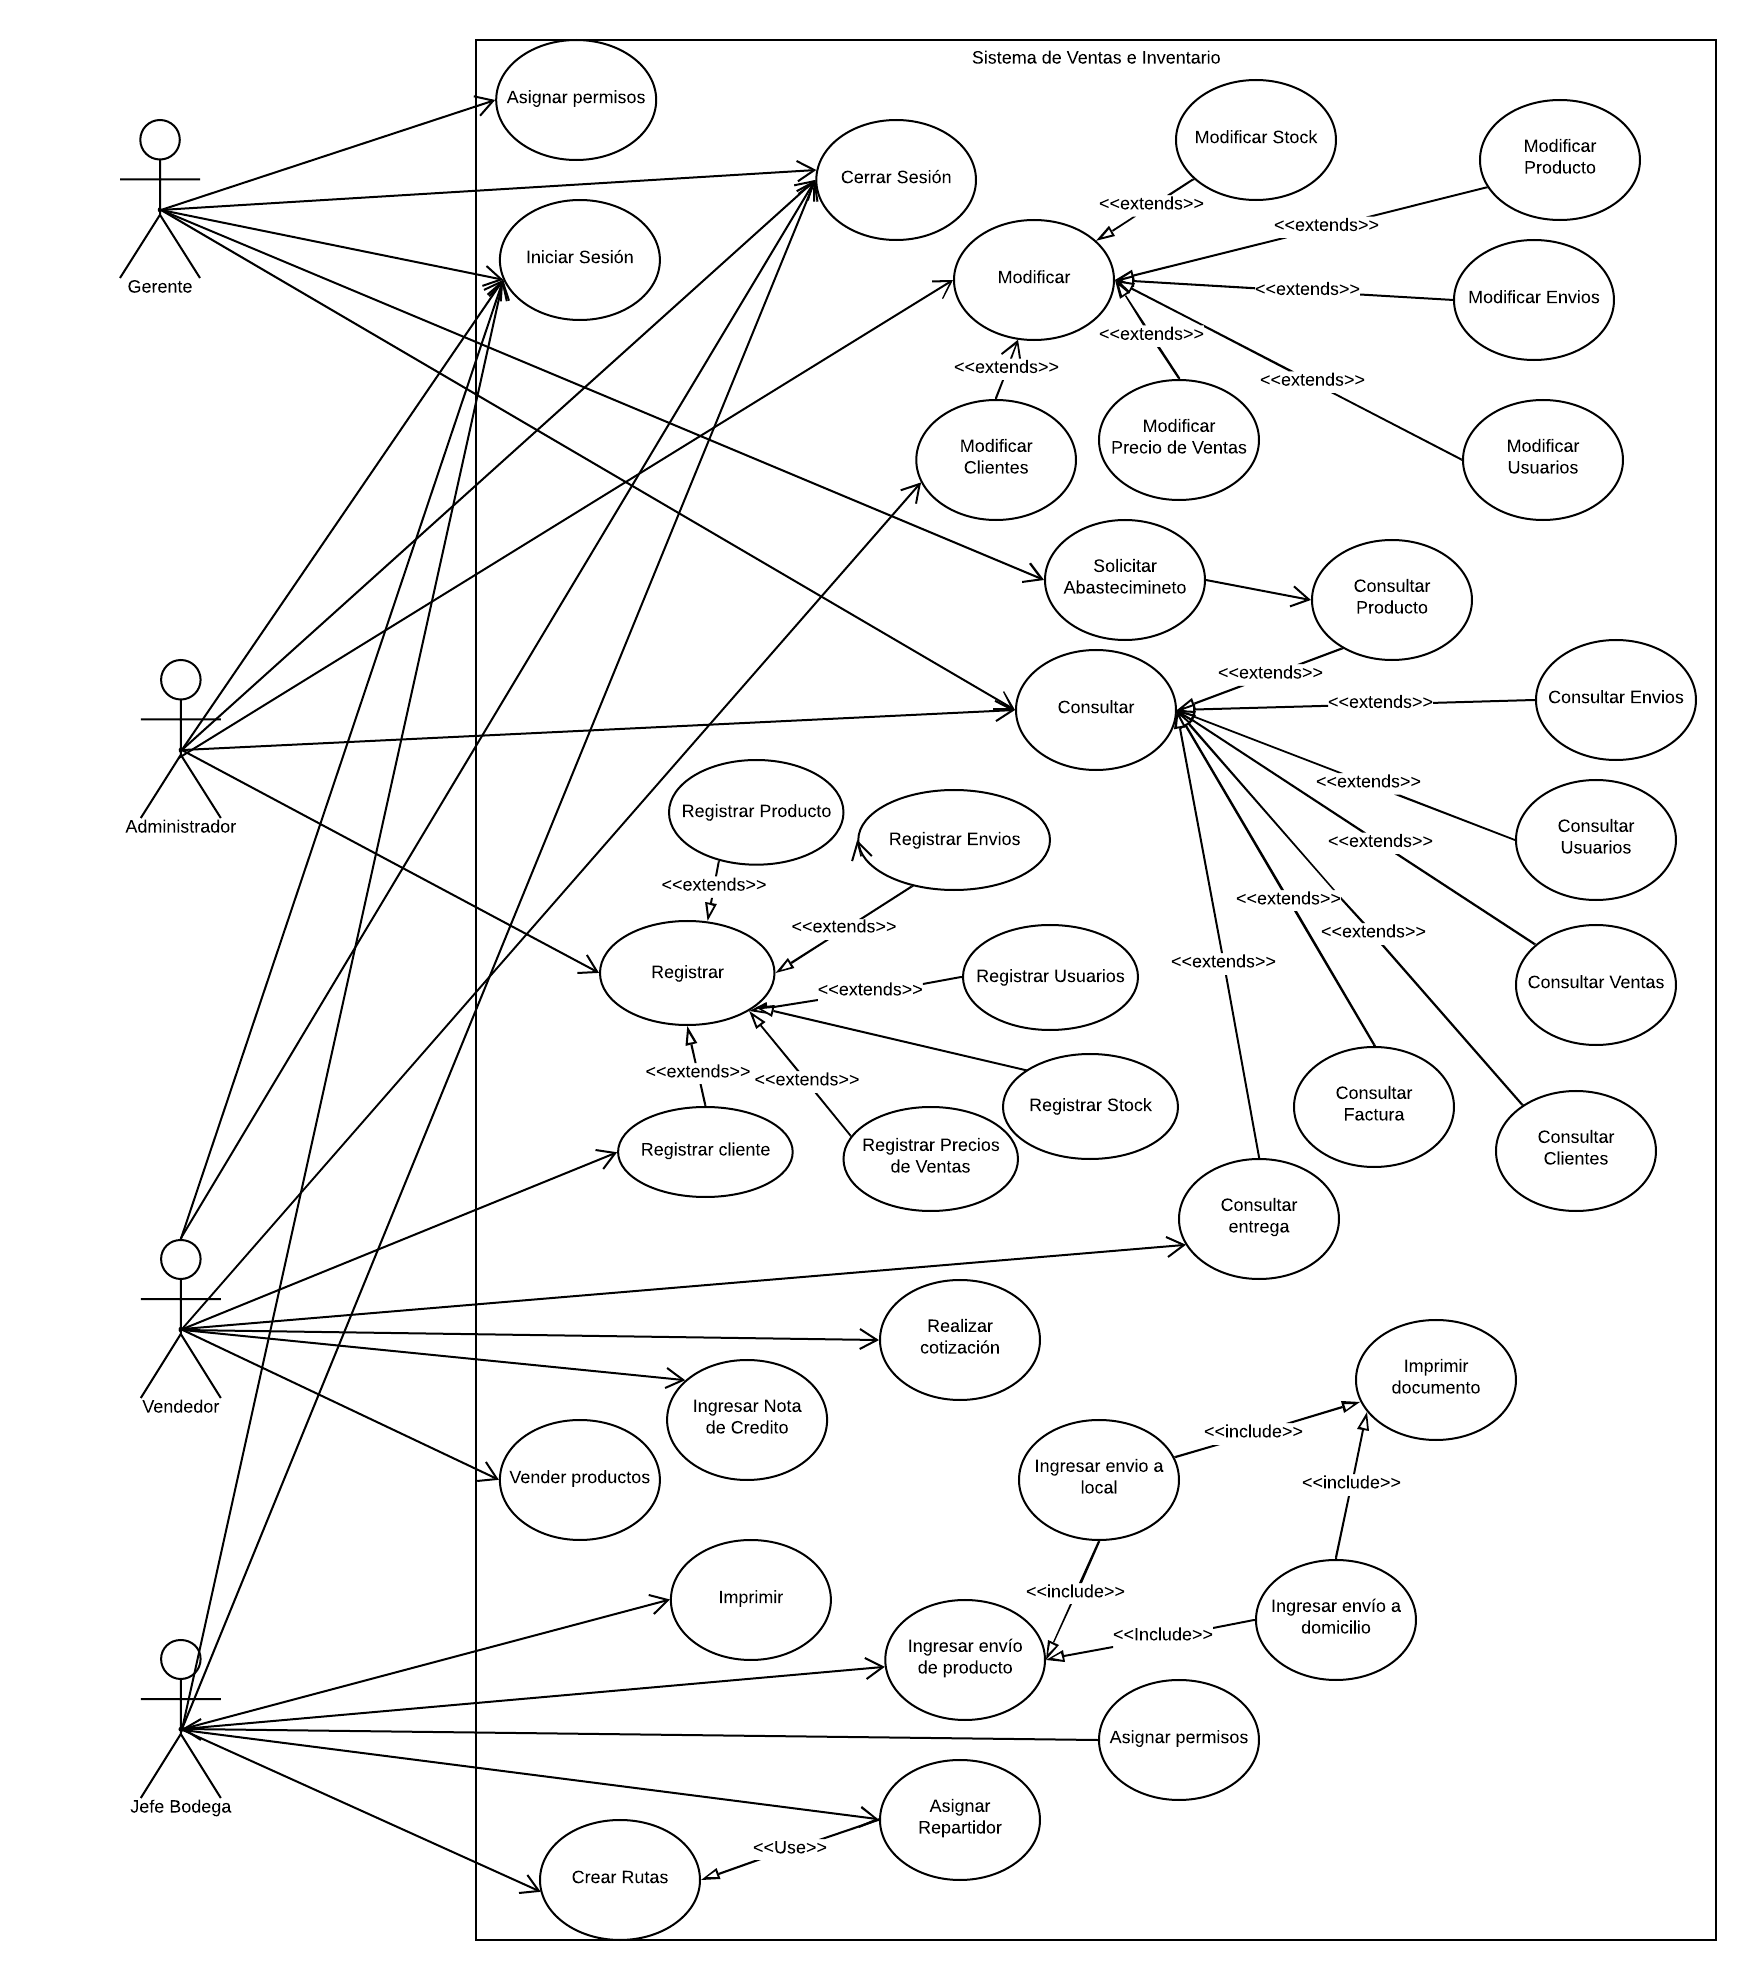 Sistema de Ventas e Inventario
Asignar permisos
Modificar Stock
Modificar
Producto
Cerrar Sesión
<<extends>>
<<extends>>
Iniciar Sesión
Modificar
<<extends>>
Modificar Envios
Gerente
<<extends>>
<<extends>>
<<extends>>
Modificar
Clientes
Modificar
Precio de Ventas
Modificar
Usuarios
Solicitar
Abastecimineto
Consultar
Producto
<<extends>>
Consultar
<<extends>>
Consultar Envios
<<extends>>
Administrador
Registrar Producto
Registrar Envios
<<extends>>
Consultar
Usuarios
<<extends>>
<<extends>>
<<extends>>
<<extends>>
<<extends>>
Registrar
Registrar Usuarios
<<extends>>
Consultar Ventas
<<extends>>
<<extends>>
Registrar Stock
Consultar
Factura
Registrar cliente
Registrar Precios
de Ventas
Consultar
Clientes
Consultar
entrega
Realizar
cotización
Imprimir
documento
Vendedor
Ingresar Nota
de Credito
<<include>>
Vender productos
Ingresar envio a
local
<<include>>
Imprimir
<<include>>
Ingresar envío a
domicilio
<<Include>>
Ingresar envío
de producto
Asignar permisos
Jefe Bodega
Asignar
Repartidor
<<Use>>
Crear Rutas